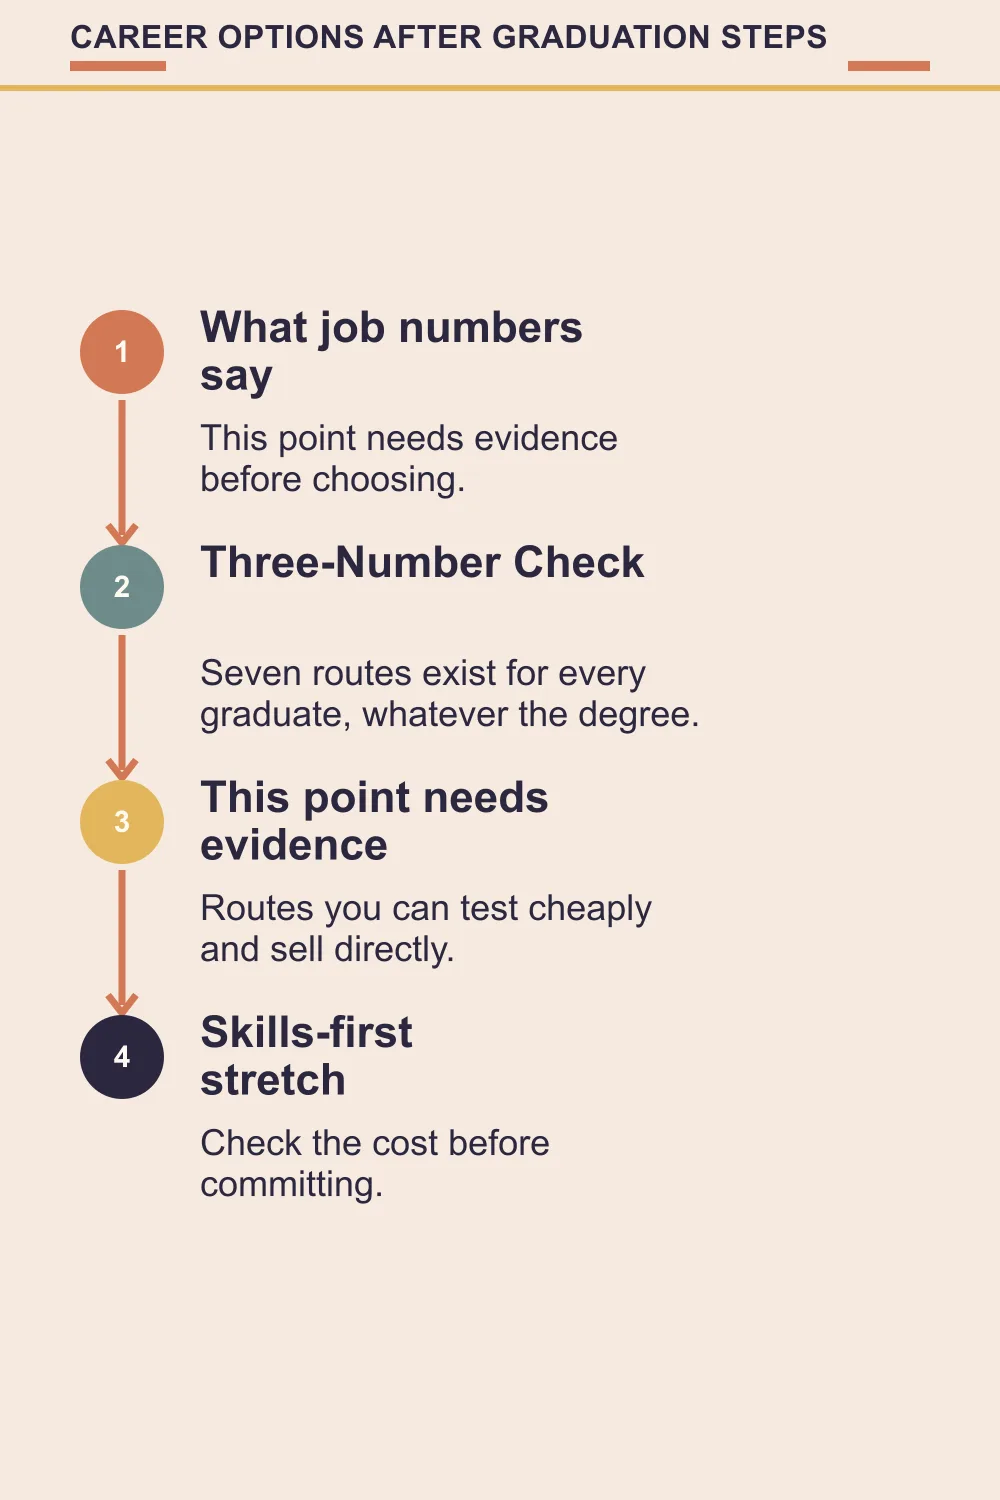 CAREER OPTIONS AFTER GRADUATION STEPS
1
What job numbers
say
This point needs evidence
before choosing.
2
Three-Number Check
Seven routes exist for every
graduate, whatever the degree.
3
This point needs
evidence
Routes you can test cheaply
and sell directly.
4
Skills-first
stretch
Check the cost before
committing.